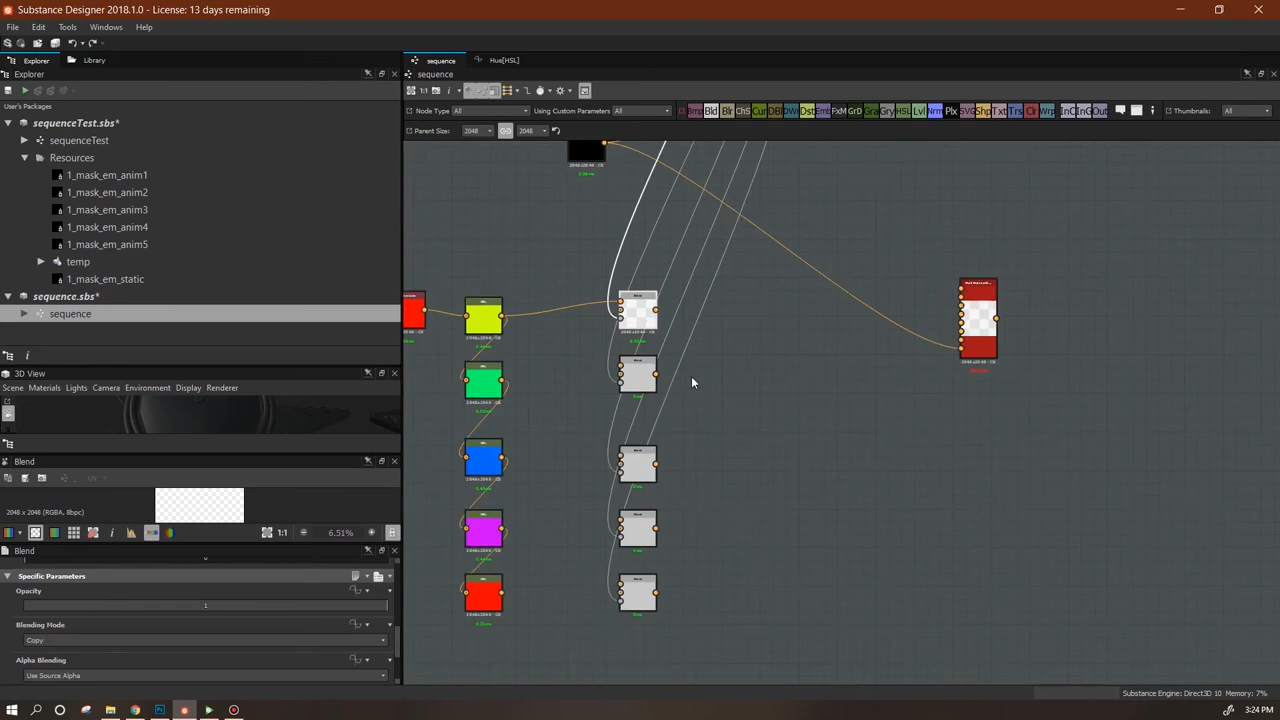 Substance Designer 2018.1.0 - License: 13 days remaining
File Edit Tools Windows Help
Explorer Library
Explorer
User's Packages
sequenceTest.sbs*
sequenceTest
Resources
1_mask_em_anim1
1_mask_em_anim2
1_mask_em_anim3
1_mask_em_anim4
1_mask_em_anim5
temp
1_mask_em_static
sequence.sbs*
sequence
3D View
Scene Materials Lights Camera Environment Display Renderer
Blend
2048 x 2048 (RGBA, 8bpc)
1:1 6.51%
Blend
Specific Parameters
Opacity
1
Blending Mode
Copy
Alpha Blending
Use Source Alpha
sequence Hue[HSL]
sequence
1:1
Node Type All Using Custom Parameters All Thumbnails: All
Parent Size: 2048 2048
Substance Engine: Direct3D 10 Memory: 7%
3:24 PM